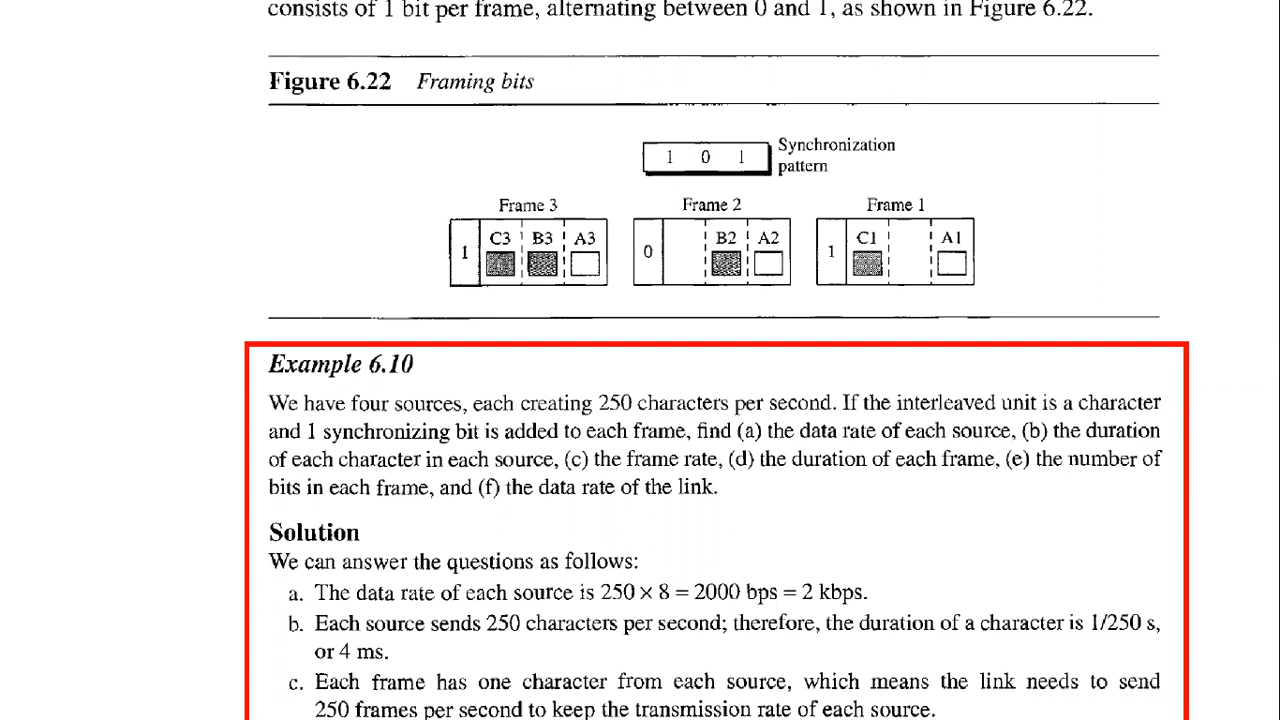 consists of 1 bit per frame, alternating between 0 and 1, as shown in Figure 6.22.
Figure 6.22 Framing bits
1 0 1
Synchronization
pattern
Frame 3 Frame 2 Frame 1
1 C3 B3 A3
0 B2 A2
1 C1 A1
Example 6.10
We have four sources, each creating 250 characters per second. If the interleaved unit is a character
and 1 synchronizing bit is added to each frame, find (a) the data rate of each source, (b) the duration
of each character in each source, (c) the frame rate, (d) the duration of each frame, (e) the number of
bits in each frame, and (f) the data rate of the link.
Solution
We can answer the questions as follows:
a. The data rate of each source is 250 × 8 = 2000 bps = 2 kbps.
b. Each source sends 250 characters per second; therefore, the duration of a character is 1/250 s,
or 4 ms.
c. Each frame has one character from each source, which means the link needs to send
250 frames per second to keep the transmission rate of each source.